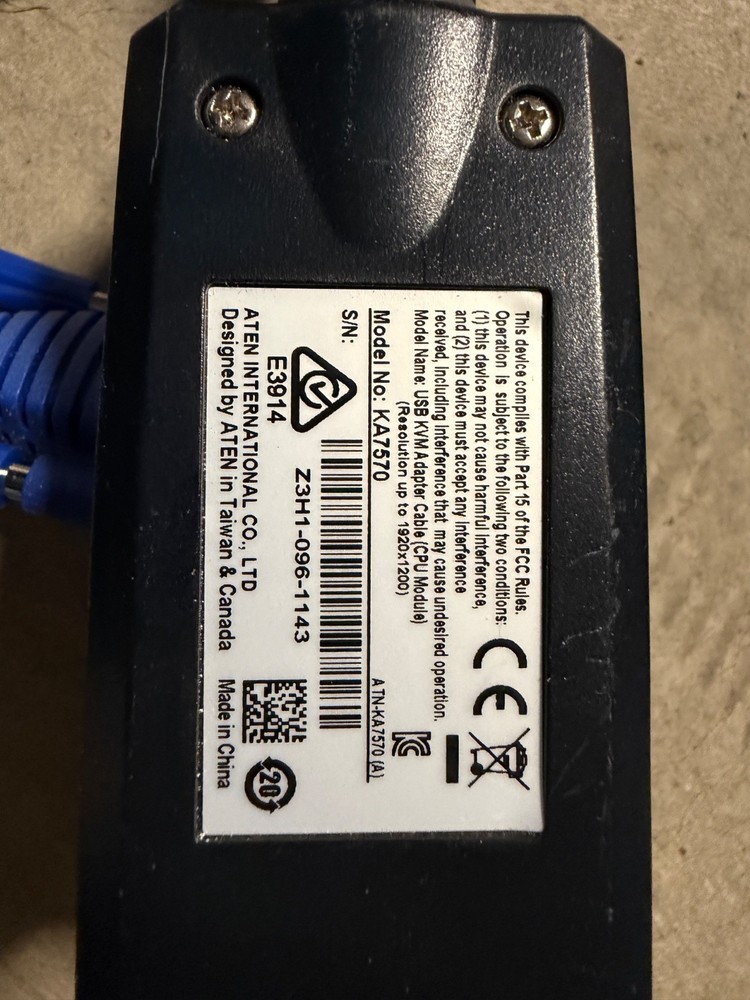 This device complies with Part 15 of the FCC Rules.
Operation is subject to the following two conditions:
(1) this device may not cause harmful interference,
and (2) this device must accept any interference
received, including interference that may cause undesired operation.
Model Name: USB KVM Adapter Cable (CPU Module)
(Resolution up to 1920x1200)
Model No: KA7570
ATN-KA7570 (A)
S/N:
Z3H1-096-1143
E3914
20
ATEN INTERNATIONAL CO., LTD
Designed by ATEN in Taiwan & Canada
Made in China